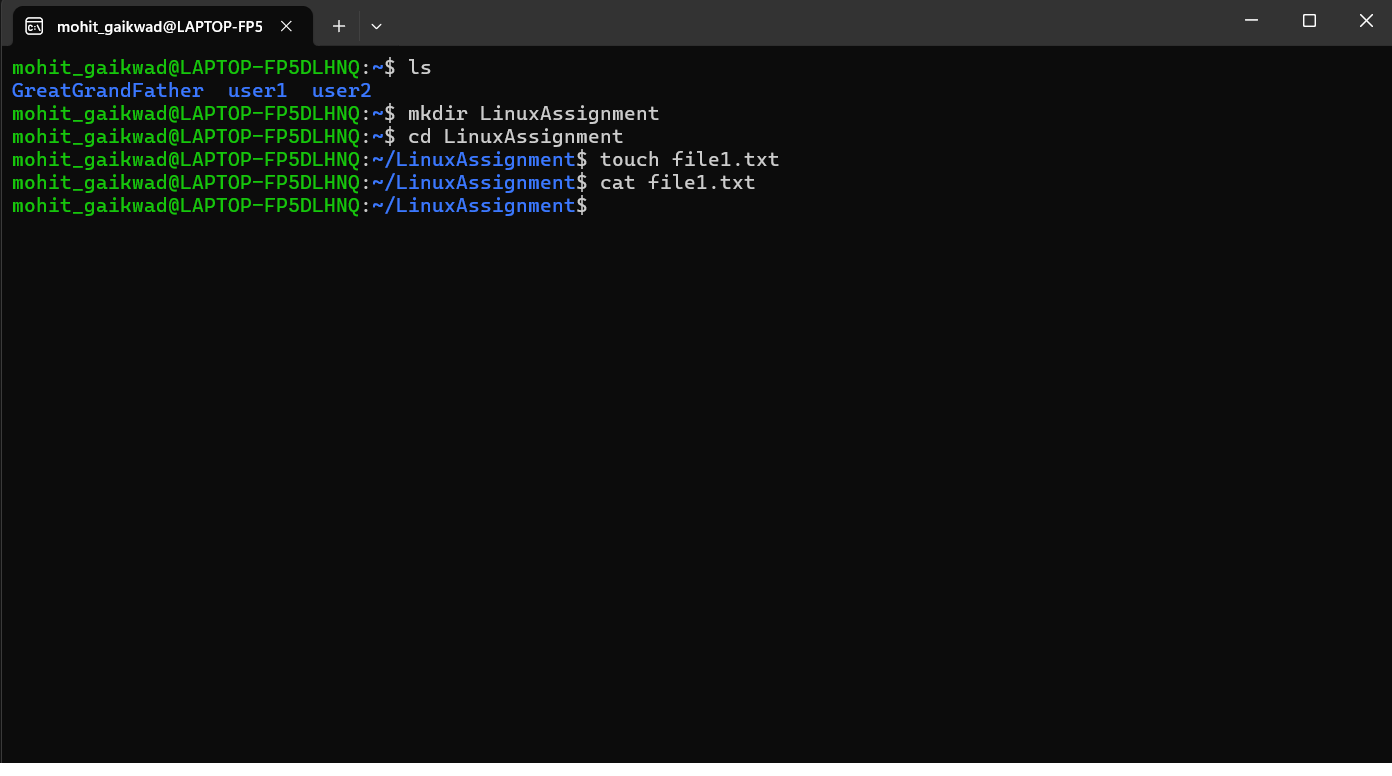 mohit_gaikwad@LAPTOP-FP5
mohit_gaikwad@LAPTOP-FP5DLHNQ:~$ ls
GreatGrandFather  user1  user2
mohit_gaikwad@LAPTOP-FP5DLHNQ:~$ mkdir LinuxAssignment
mohit_gaikwad@LAPTOP-FP5DLHNQ:~$ cd LinuxAssignment
mohit_gaikwad@LAPTOP-FP5DLHNQ:~/LinuxAssignment$ touch file1.txt
mohit_gaikwad@LAPTOP-FP5DLHNQ:~/LinuxAssignment$ cat file1.txt
mohit_gaikwad@LAPTOP-FP5DLHNQ:~/LinuxAssignment$